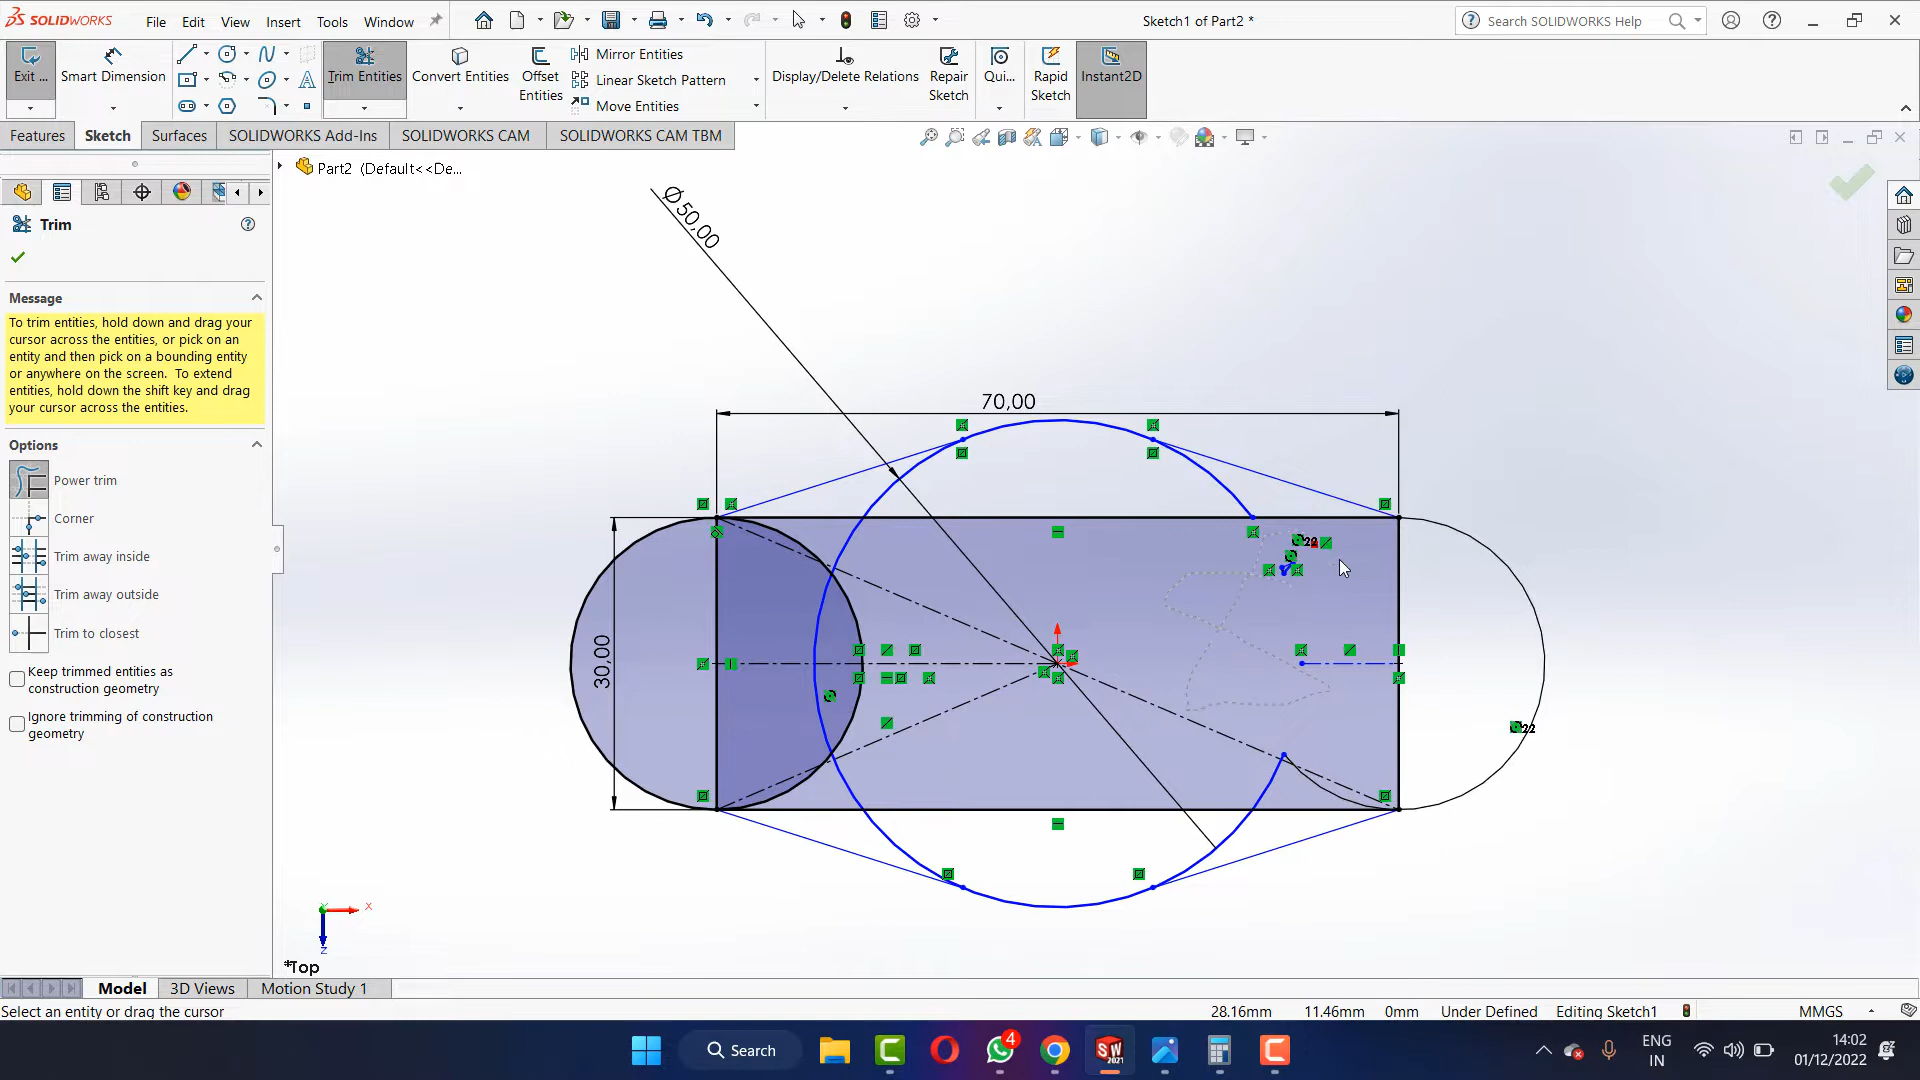 SOLIDWORKS
File
Edit
View
Insert
Tools
Window
Sketch1 of Part2 *
Search SOLIDWORKS Help
Exit ...
Smart Dimension
Trim Entities
Convert Entities
Offset
Entities
Mirror Entities
Linear Sketch Pattern
Move Entities
Display/Delete Relations
Repair
Sketch
Qui...
Rapid
Sketch
Instant2D
Features
Sketch
Surfaces
SOLIDWORKS Add-Ins
SOLIDWORKS CAM
SOLIDWORKS CAM TBM
Part2 (Default<<De...
Trim
Message
To trim entities, hold down and drag your
cursor across the entities, or pick on an
entity and then pick on a bounding entity
or anywhere on the screen. To extend
entities, hold down the shift key and drag
your cursor across the entities.
Options
Power trim
Corner
Trim away inside
Trim away outside
Trim to closest
Keep trimmed entities as
construction geometry
Ignore trimming of construction
geometry
Ø50,00
70,00
30,00
22
X
Z
*Top
Model
3D Views
Motion Study 1
Select an entity or drag the cursor
28.16mm
11.46mm
0mm
Under Defined
Editing Sketch1
MMGS
Search
4
SW
2021
ENG
IN
14:02
01/12/2022